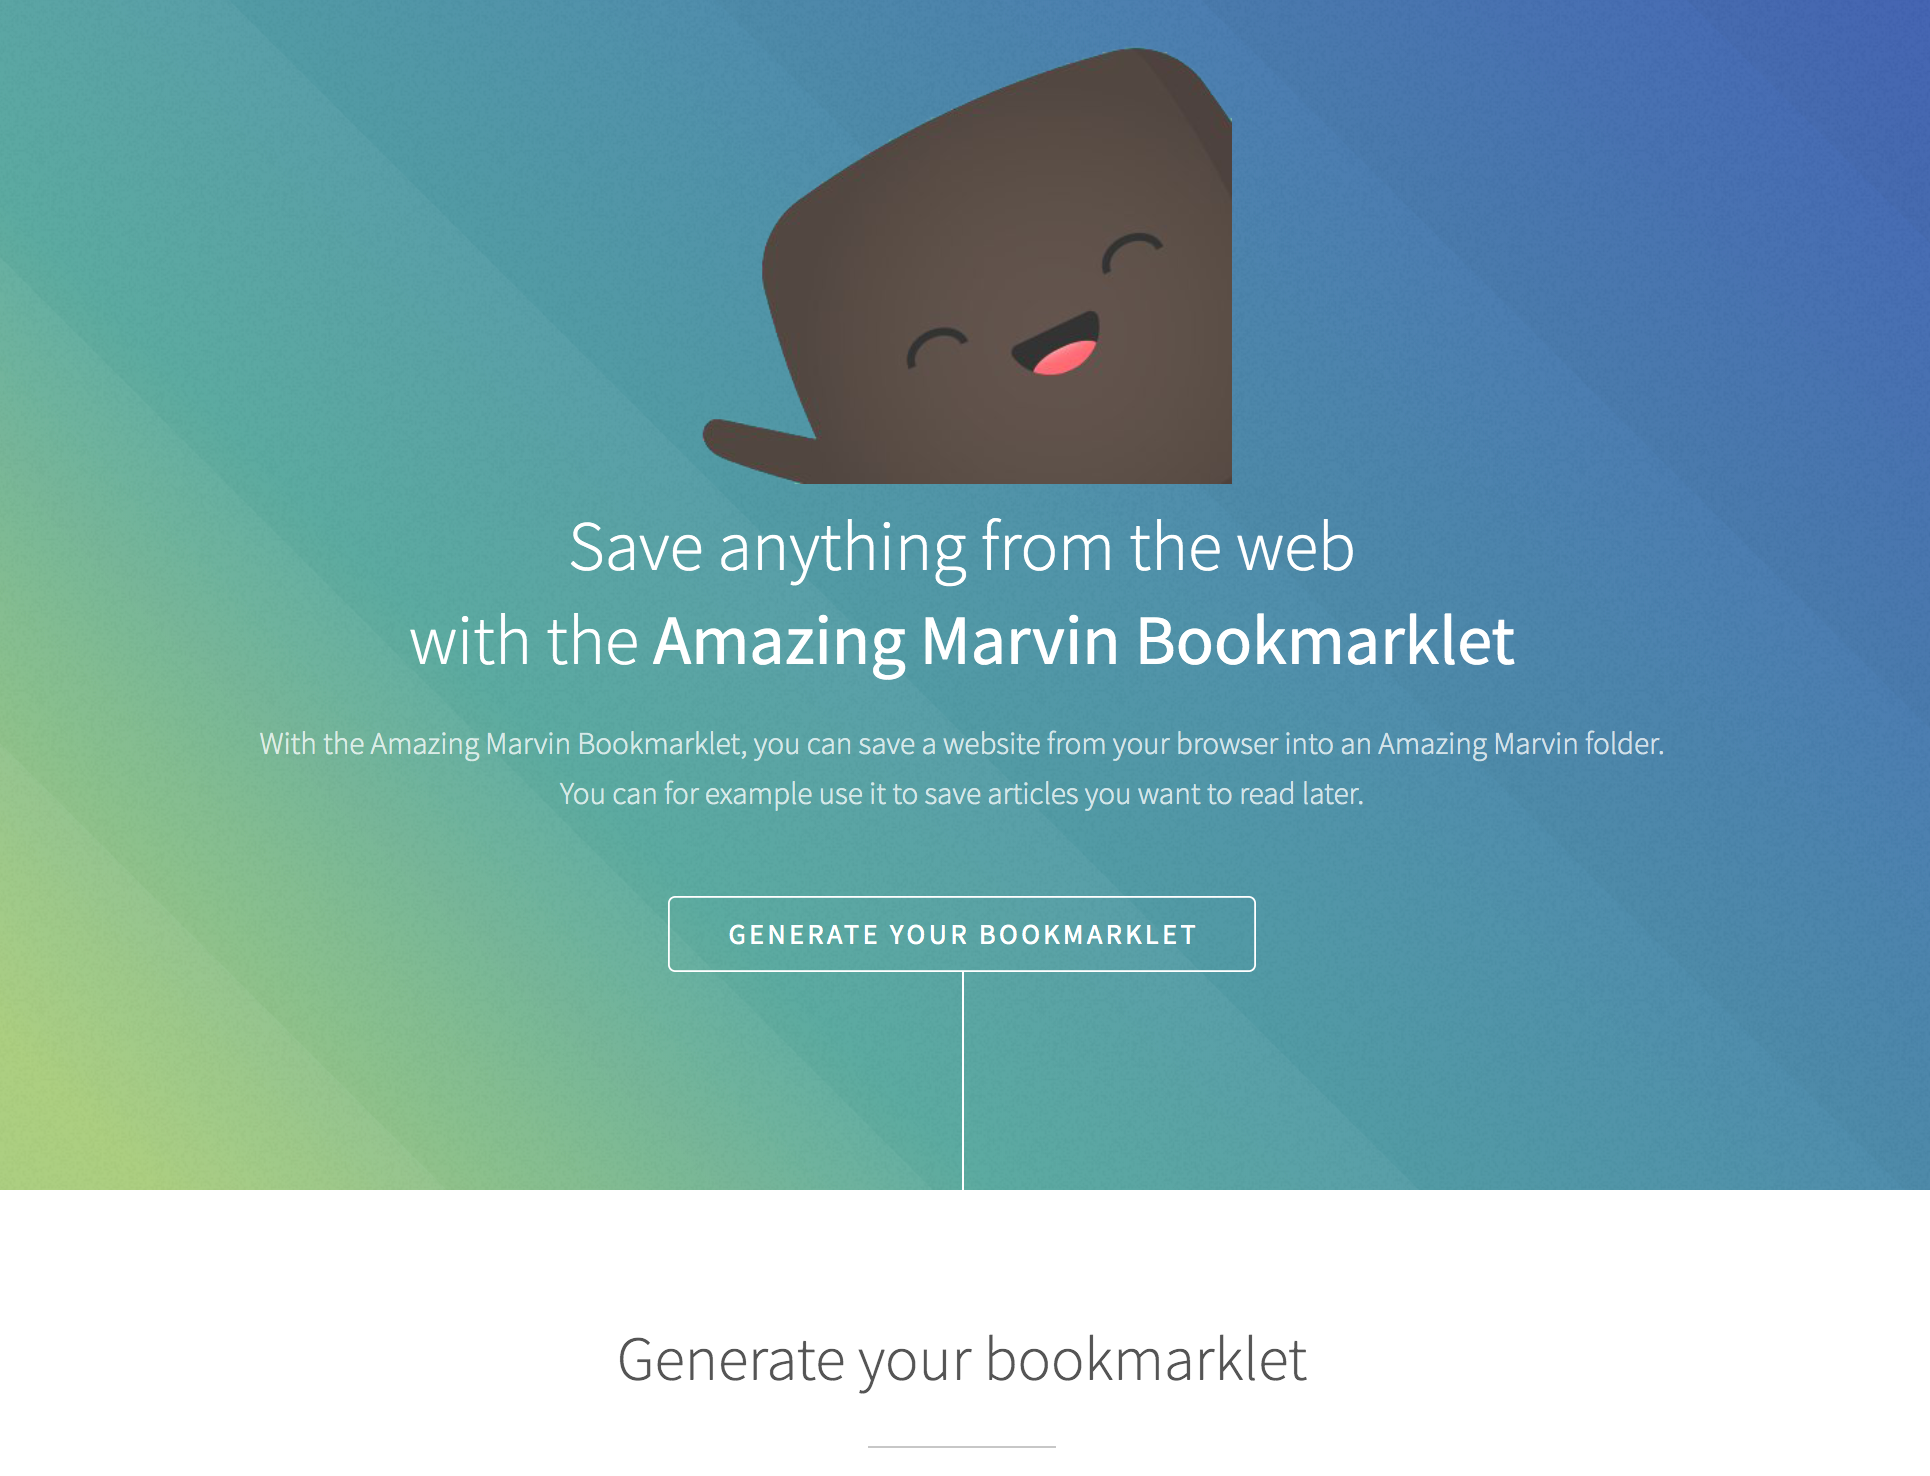 Save anything from the web
with the Amazing Marvin Bookmarklet
With the Amazing Marvin Bookmarklet, you can save a website from your browser into an Amazing Marvin folder.
You can for example use it to save articles you want to read later.
GENERATE YOUR BOOKMARKLET
Generate your bookmarklet